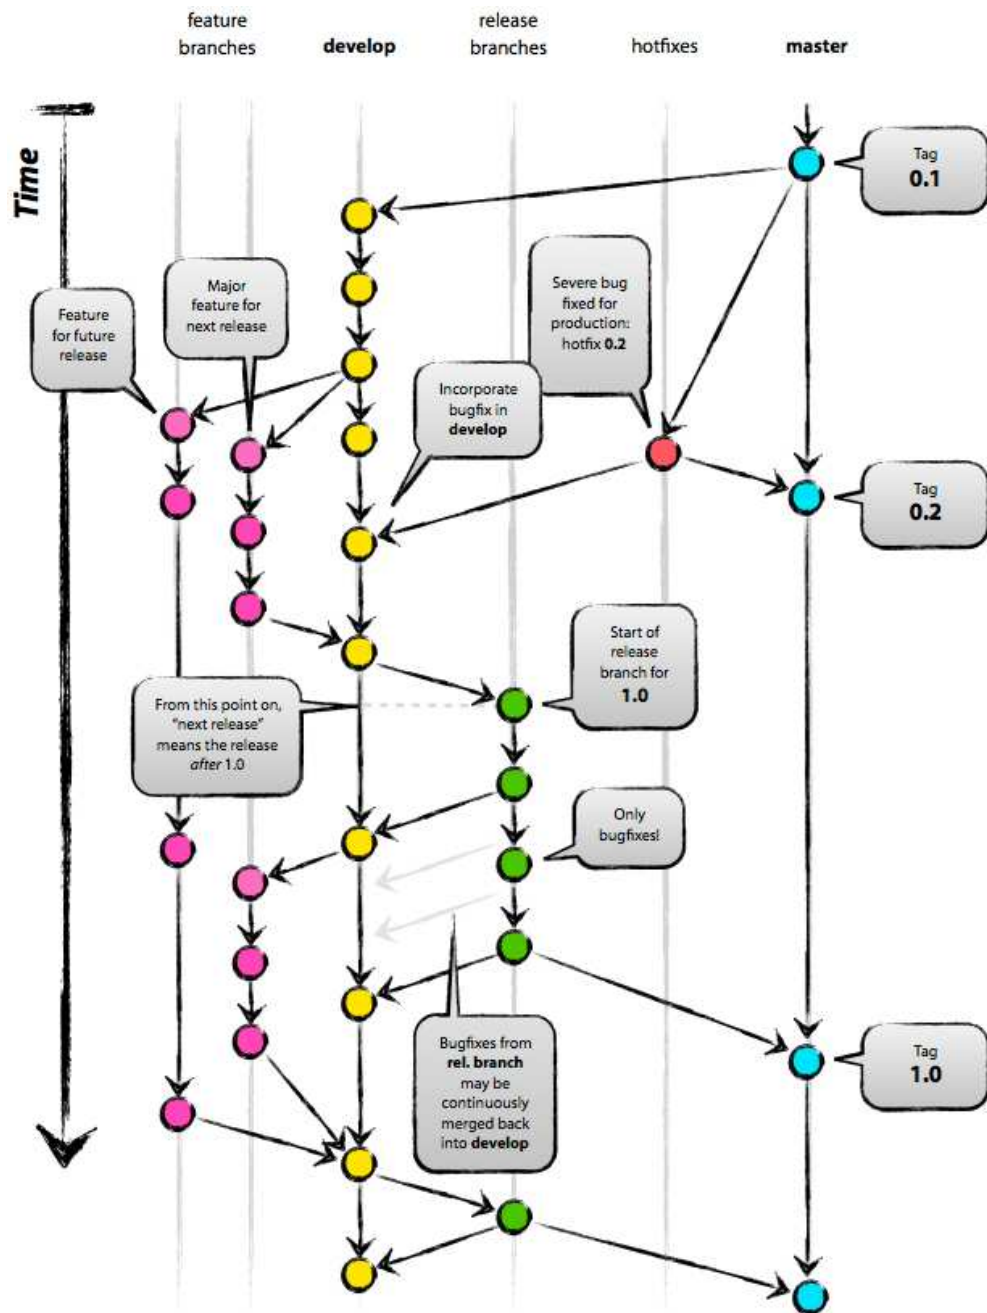 feature
branches
develop
release
branches
hotfixes
master
Time
Tag
0.1
Major
feature for
next release
Severe bug
fixed for
production:
hotfix 0.2
Feature
for future
release
Incorporate
bugfix in
develop
Tag
0.2
Start of
release
branch for
1.0
From this point on,
“next release”
means the release
after 1.0
Only
bugfixes!
Bugfixes from
rel. branch
may be
continuously
merged back
into develop
Tag
1.0